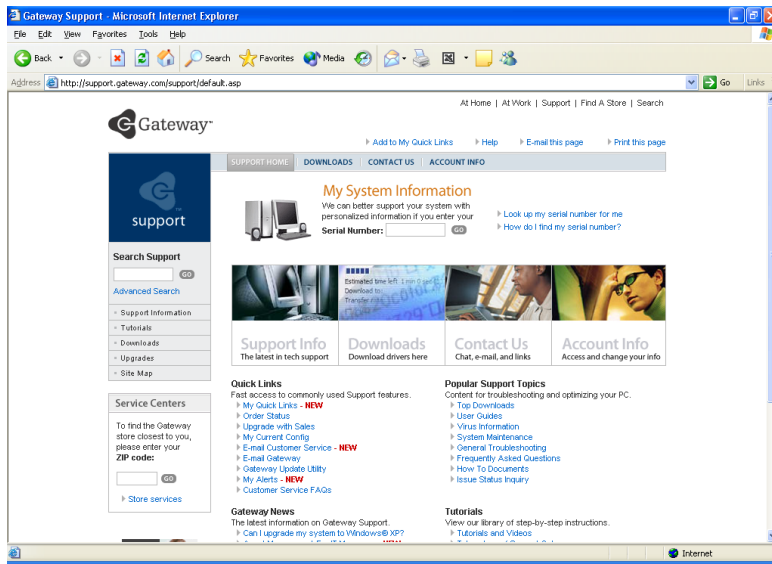 Gateway Support - Microsoft Internet Explorer
File Edit View Favorites Tools Help
Back Search Favorites Media
Address http://support.gateway.com/support/default.asp Go Links
At Home | At Work | Support | Find A Store | Search
Gateway
Add to My Quick Links Help E-mail this page Print this page
SUPPORT HOME DOWNLOADS CONTACT US ACCOUNT INFO
support
My System Information
We can better support your system with
personalized information if you enter your
Serial Number: GO
Look up my serial number for me
How do I find my serial number?
Search Support
GO
Advanced Search
Support Information
Tutorials
Downloads
Upgrades
Site Map
Estimated time left 1 min
Download to:
Transfer
Support Info
The latest in tech support
Downloads
Download drivers here
Contact Us
Chat, e-mail, and links
Account Info
Access and change your info
Service Centers
To find the Gateway
store closest to you,
please enter your
ZIP code:
GO
Store services
Quick Links
Fast access to commonly used Support features.
My Quick Links - NEW
Order Status
Upgrade with Sales
My Current Config
E-mail Customer Service - NEW
E-mail Gateway
Gateway Update Utility
My Alerts - NEW
Customer Service FAQs
Popular Support Topics
Content for troubleshooting and optimizing your PC.
Top Downloads
User Guides
Virus Information
System Maintenance
General Troubleshooting
Frequently Asked Questions
How To Documents
Issue Status Inquiry
Gateway News
The latest information on Gateway Support.
Can I upgrade my system to Windows® XP?
Tutorials
View our library of step-by-step instructions.
Tutorials and Videos
Internet